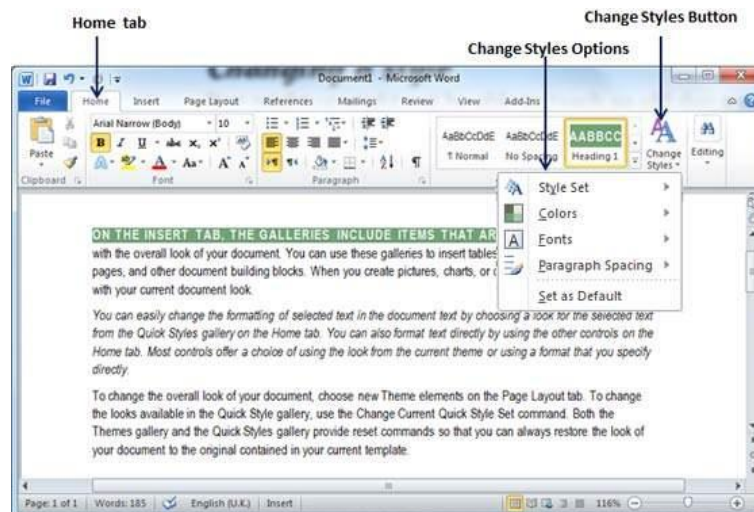 Home tab
Change Styles Button
Change Styles Options
Changing a Style
Document1 - Microsoft Word
File Home Insert Page Layout References Mailings Review View Add-Ins
Arial Narrow (Body) 10
Paste
B I U abc x₂ x²
Aa A A
AaBbCcDdE AaBbCcDdE AABBCC
¶ Normal No Spacing Heading 1
Change Styles
Editing
Clipboard Font Paragraph
Style Set
Colors
Fonts
Paragraph Spacing
Set as Default
ON THE INSERT TAB, THE GALLERIES INCLUDE ITEMS THAT AR
with the overall look of your document. You can use these galleries to insert tables
pages, and other document building blocks. When you create pictures, charts, or
with your current document look.
You can easily change the formatting of selected text in the document text by choosing a look for the selected text
from the Quick Styles gallery on the Home tab. You can also format text directly by using the other controls on the
Home tab. Most controls offer a choice of using the look from the current theme or using a format that you specify
directly.
To change the overall look of your document, choose new Theme elements on the Page Layout tab. To change
the looks available in the Quick Style gallery, use the Change Current Quick Style Set command. Both the
Themes gallery and the Quick Styles gallery provide reset commands so that you can always restore the look of
your document to the original contained in your current template.
Page: 1 of 1 Words: 185 English (U.K.) Insert 116%